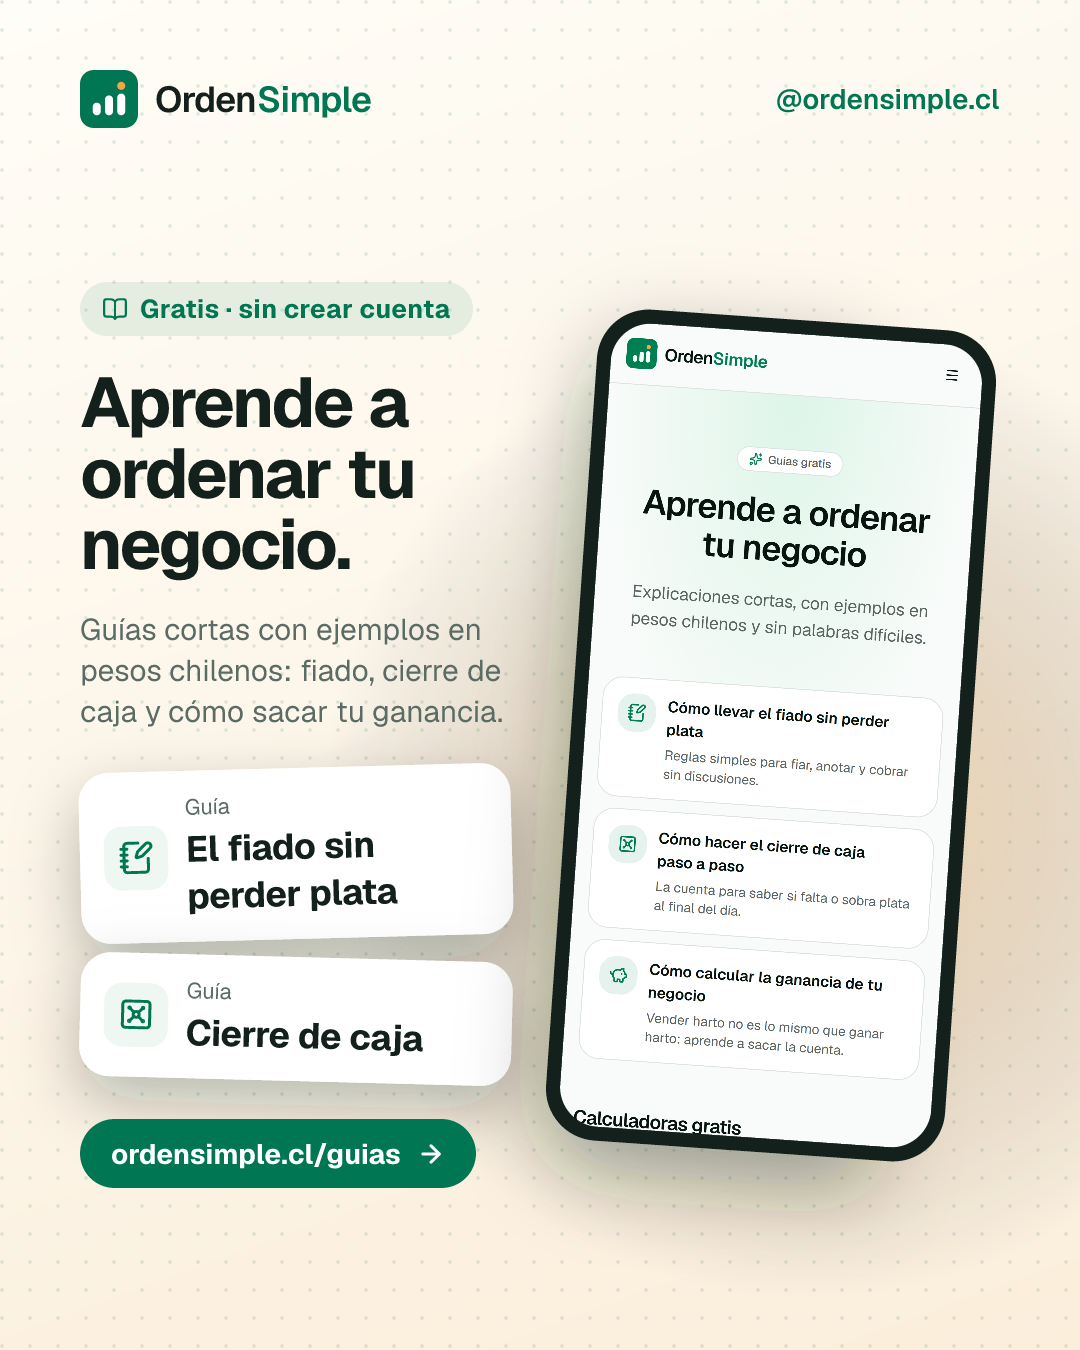 OrdenSimple
@ordensimple.cl
Gratis · sin crear cuenta
Aprende a
ordenar tu
negocio.
Guías cortas con ejemplos en
pesos chilenos: fiado, cierre de
caja y cómo sacar tu ganancia.
Guía
El fiado sin
perder plata
Guía
Cierre de caja
ordensimple.cl/guias
OrdenSimple
Guias gratis
Aprende a ordenar
tu negocio
Explicaciones cortas, con ejemplos en
pesos chilenos y sin palabras difíciles.
Cómo llevar el fiado sin perder
plata
Reglas simples para fiar, anotar y cobrar
sin discusiones.
Cómo hacer el cierre de caja
paso a paso
La cuenta para saber si falta o sobra plata
al final del día.
Cómo calcular la ganancia de tu
negocio
Vender harto no es lo mismo que ganar
harto: aprende a sacar la cuenta.
Calculadoras gratis